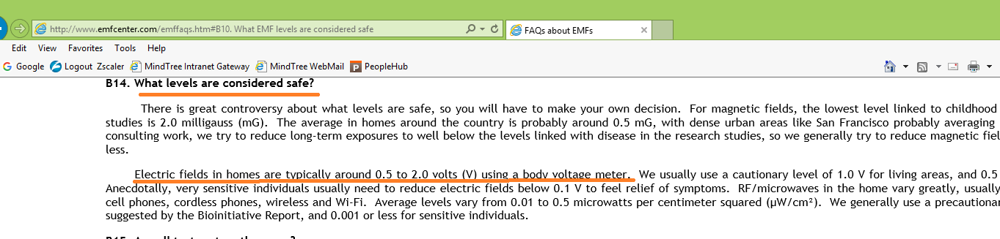 http://www.emfcenter.com/emffaqs.htm#B10. What EMF levels are considered safe
FAQs about EMFs
Edit View Favorites Tools Help
Google Logout Zscaler MindTree Intranet Gateway MindTree WebMail PeopleHub
B14. What levels are considered safe?
There is great controversy about what levels are safe, so you will have to make your own decision. For magnetic fields, the lowest level linked to childhood
studies is 2.0 milligauss (mG). The average in homes around the country is probably around 0.5 mG, with dense urban areas like San Francisco probably averaging
consulting work, we try to reduce long-term exposures to well below the levels linked with disease in the research studies, so we generally try to reduce magnetic fiel
less.
Electric fields in homes are typically around 0.5 to 2.0 volts (V) using a body voltage meter. We usually use a cautionary level of 1.0 V for living areas, and 0.5
Anecdotally, very sensitive individuals usually need to reduce electric fields below 0.1 V to feel relief of symptoms. RF/microwaves in the home vary greatly, usually
cell phones, cordless phones, wireless and Wi-Fi. Average levels vary from 0.01 to 0.5 microwatts per centimeter squared (µW/cm²). We generally use a precautionar
suggested by the Bioinitiative Report, and 0.001 or less for sensitive individuals.